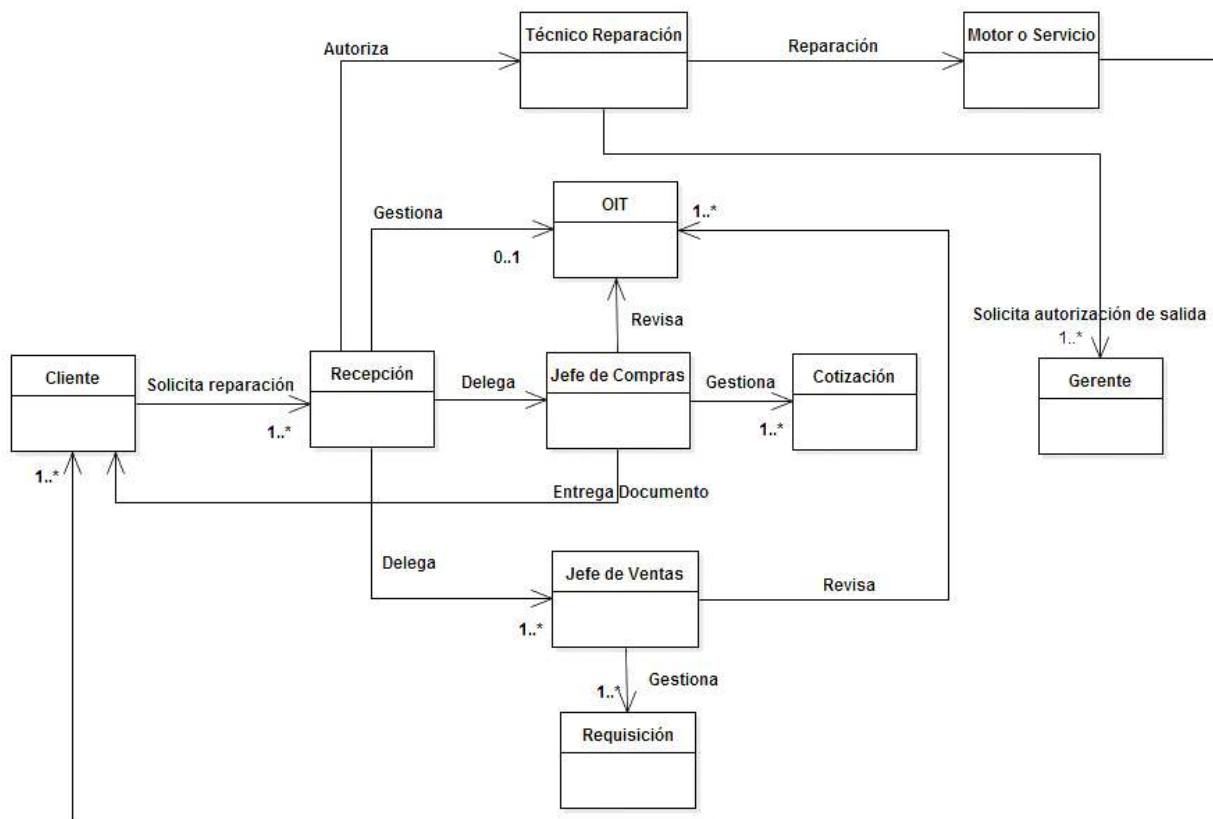 Técnico Reparación
Motor o Servicio
Autoriza
Reparación
OIT
Gestiona
1..*
0..1
Solicita autorización de salida
1..*
Revisa
Cliente
Solicita reparación
Recepción
Delega
Jefe de Compras
Gestiona
Cotización
Gerente
1..*
1..*
1..*
Entrega Documento
Delega
Jefe de Ventas
Revisa
1..*
Gestiona
1..*
Requisición